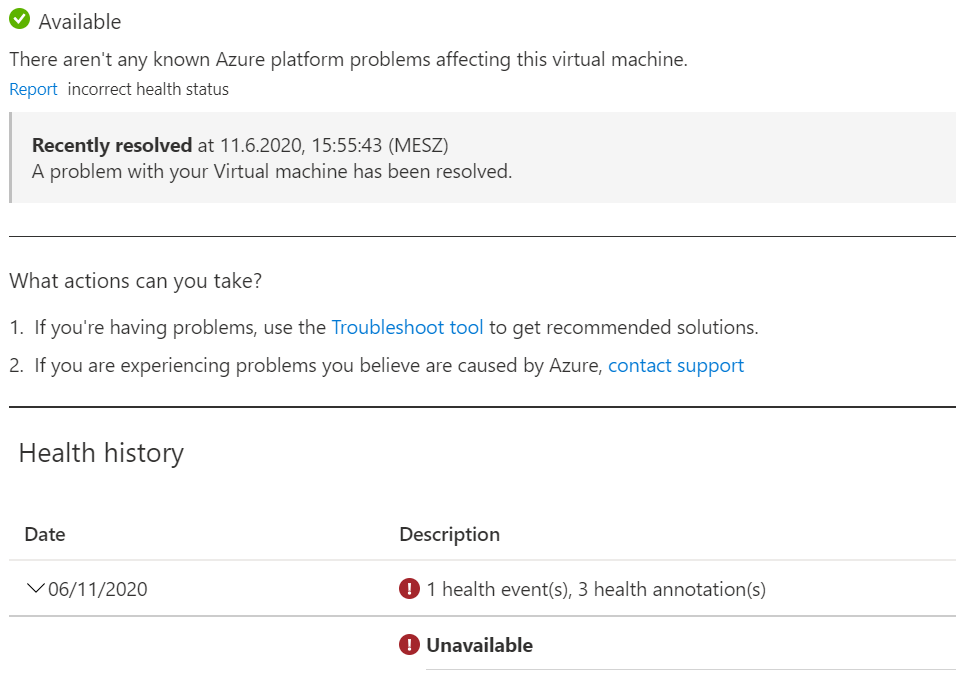 Available
There aren't any known Azure platform problems affecting this virtual machine.
Report incorrect health status
Recently resolved at 11.6.2020, 15:55:43 (MESZ)
A problem with your Virtual machine has been resolved.
What actions can you take?
1. If you're having problems, use the Troubleshoot tool to get recommended solutions.
2. If you are experiencing problems you believe are caused by Azure, contact support
Health history
Date Description
06/11/2020 1 health event(s), 3 health annotation(s)
Unavailable